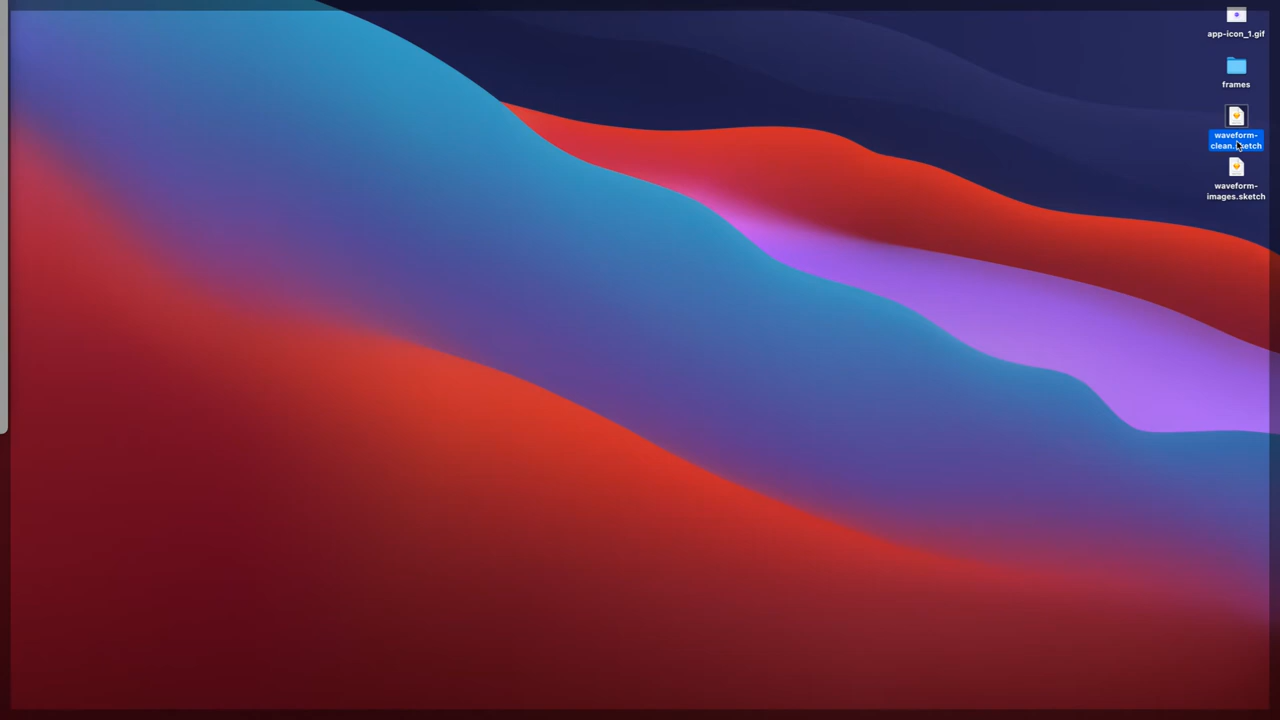 app-icon_1.gif
frames
waveform-
clean.sketch
waveform-
images.sketch